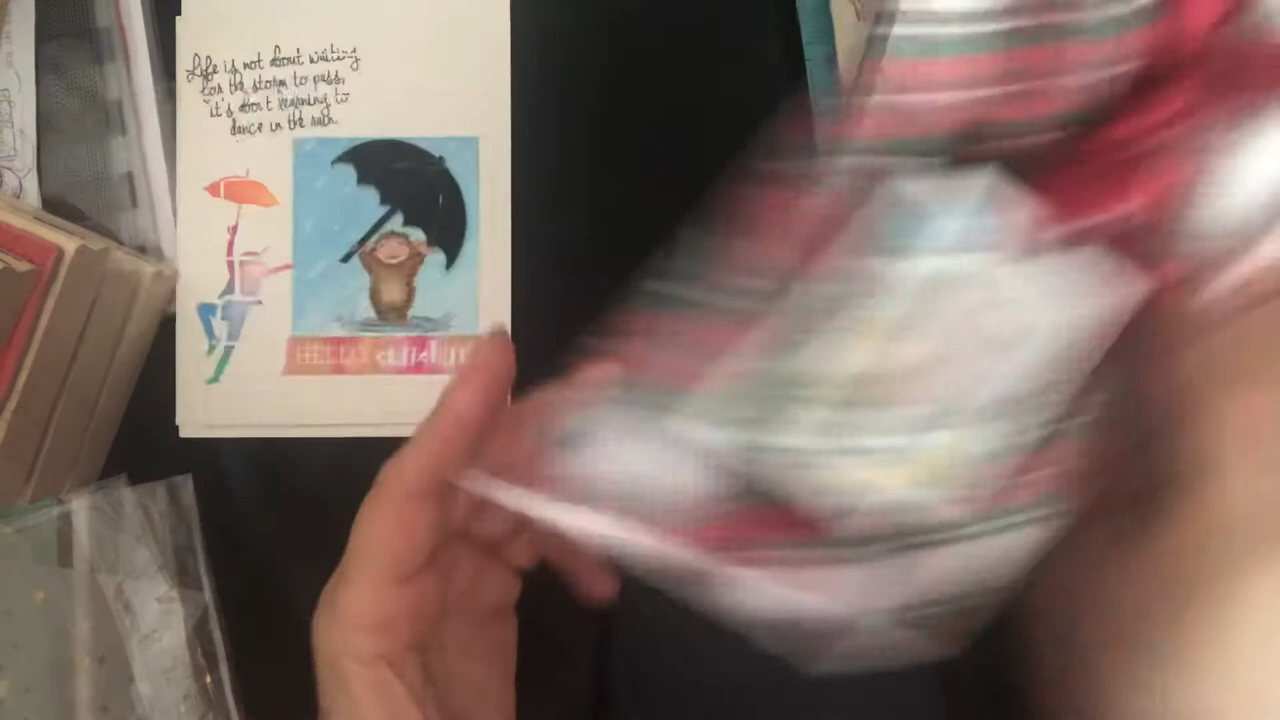 Life is not about waiting
for the storm to pass,
it's about learning to
dance in the rain.